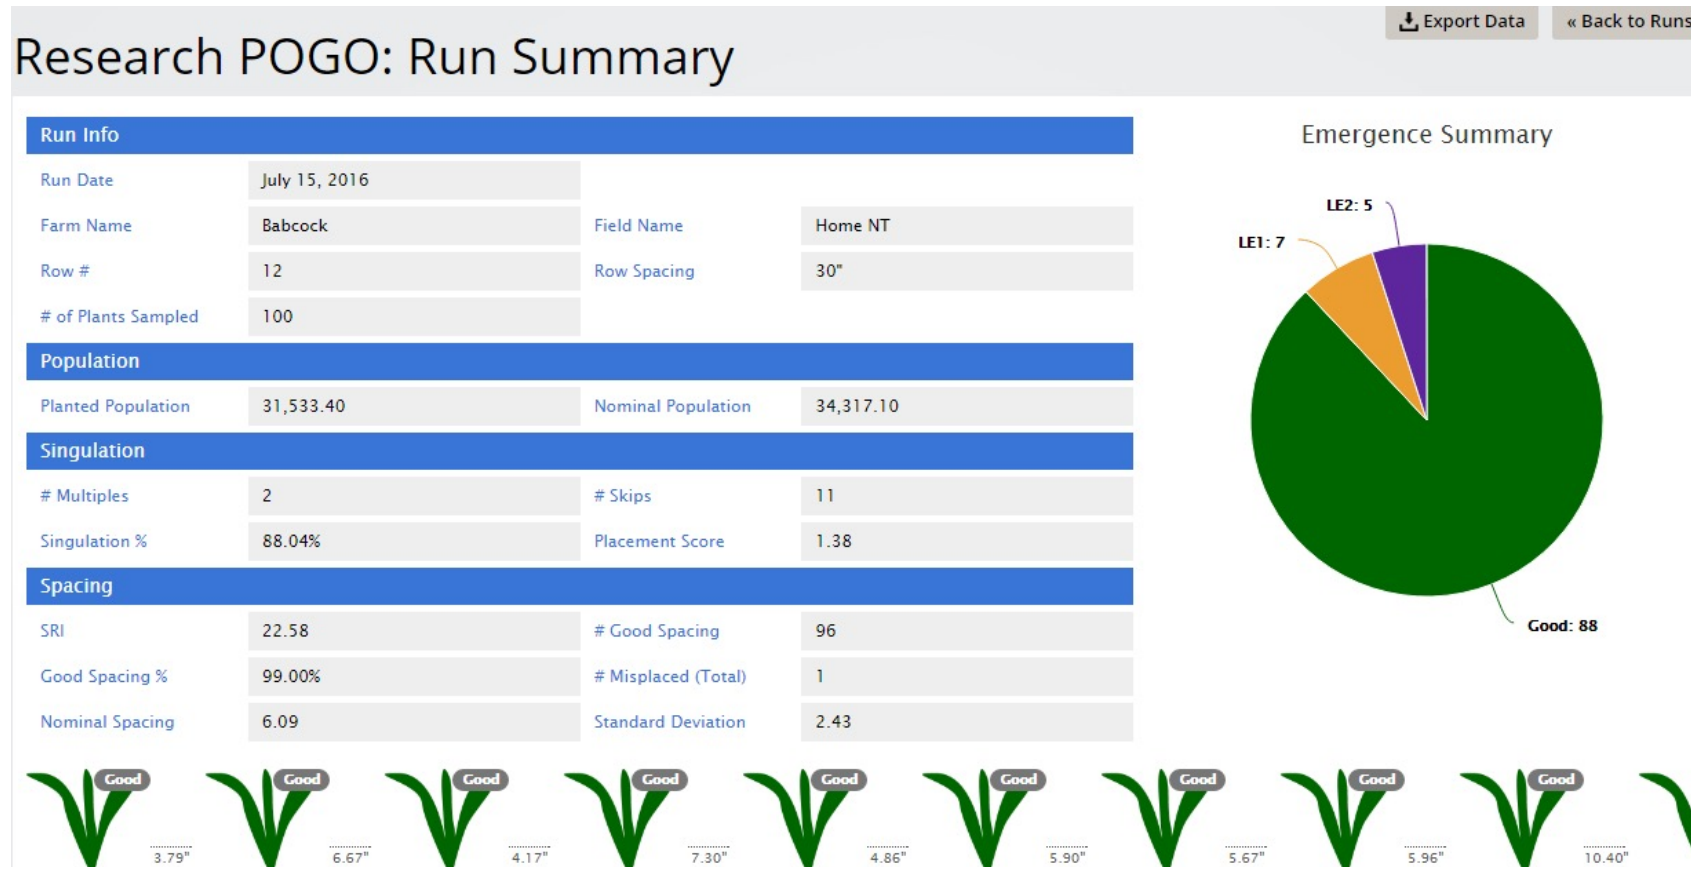 Export Data
« Back to Runs
Research POGO: Run Summary
Run Info
Run Date July 15, 2016
Farm Name Babcock Field Name Home NT
Row # 12 Row Spacing 30"
# of Plants Sampled 100
Population
Planted Population 31,533.40 Nominal Population 34,317.10
Singulation
# Multiples 2 # Skips 11
Singulation % 88.04% Placement Score 1.38
Spacing
SRI 22.58 # Good Spacing 96
Good Spacing % 99.00% # Misplaced (Total) 1
Nominal Spacing 6.09 Standard Deviation 2.43
Emergence Summary
LE2: 5
LE1: 7
Good: 88
Good Good Good Good Good Good Good Good Good
3.79" 6.67" 4.17" 7.30" 4.86" 5.90" 5.67" 5.96" 10.40"